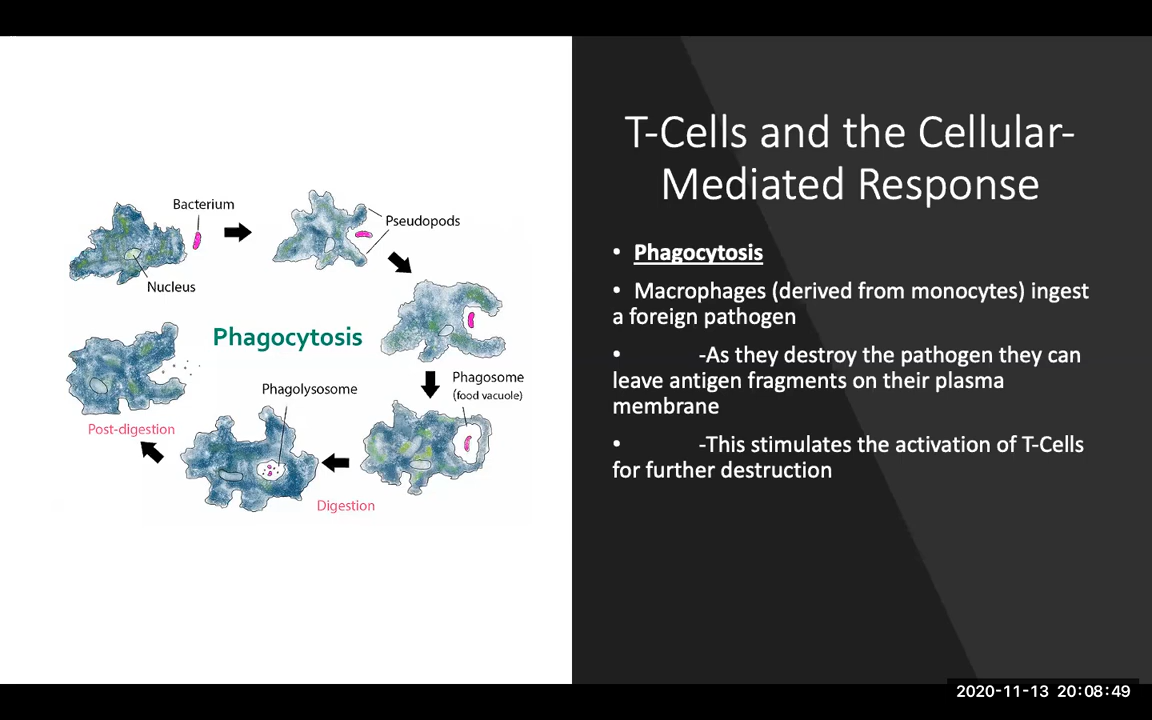 Bacterium
Pseudopods
Nucleus
Phagocytosis
Phagosome
(food vacuole)
Phagolysosome
Post-digestion
Digestion
T-Cells and the Cellular-
Mediated Response
• Phagocytosis
• Macrophages (derived from monocytes) ingest
a foreign pathogen
• -As they destroy the pathogen they can
leave antigen fragments on their plasma
membrane
• -This stimulates the activation of T-Cells
for further destruction
2020-11-13 20:08:49